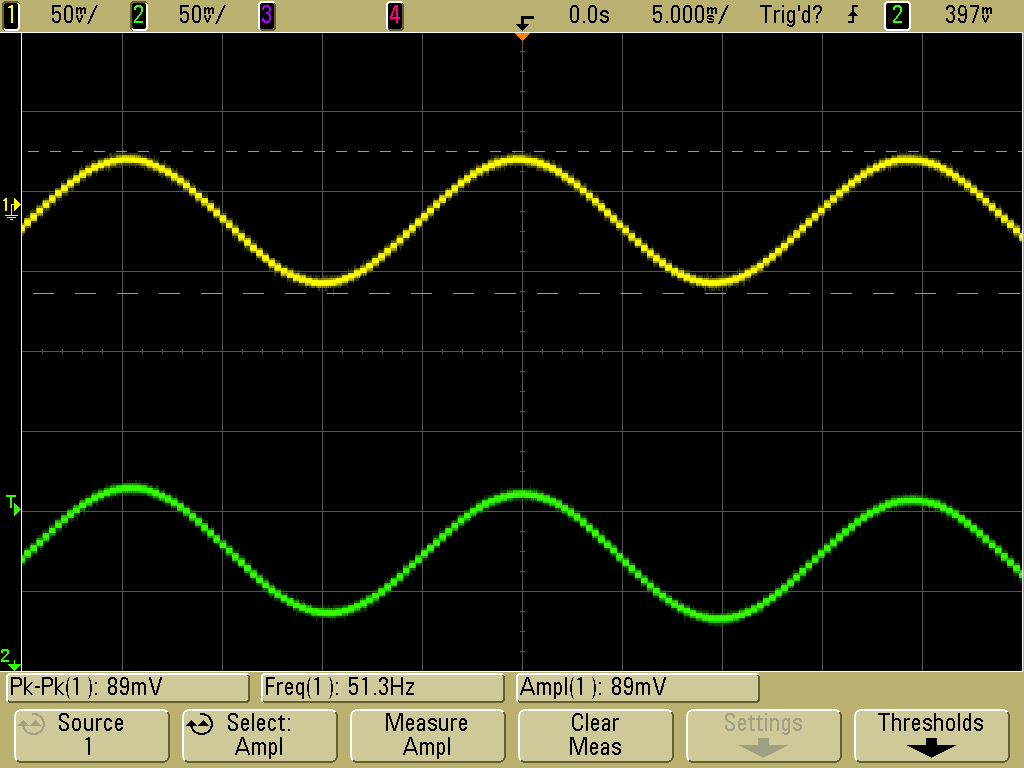 1 50mV/ 2 50mV/ 3 4 0.0s 5.000ms/ Trig'd? 2 397mV
1
T
2
Pk-Pk(1): 89mV Freq(1): 51.3Hz Ampl(1): 89mV
Source Select: Measure Clear Settings Thresholds
1 Ampl Ampl Meas